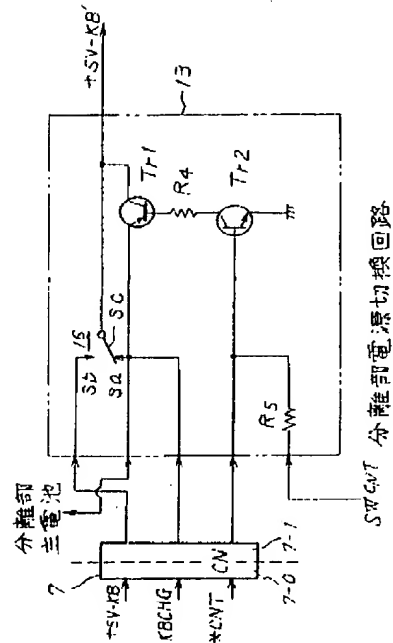 +5V-KB'
13
分離部
主電池
15
Sb
SC
Sa
Tr1
R4
Tr2
R5
7
+5V-KB
KBCHG
*CNT
CN
7-1
7-0
SWCNT
分離部電源切換回路